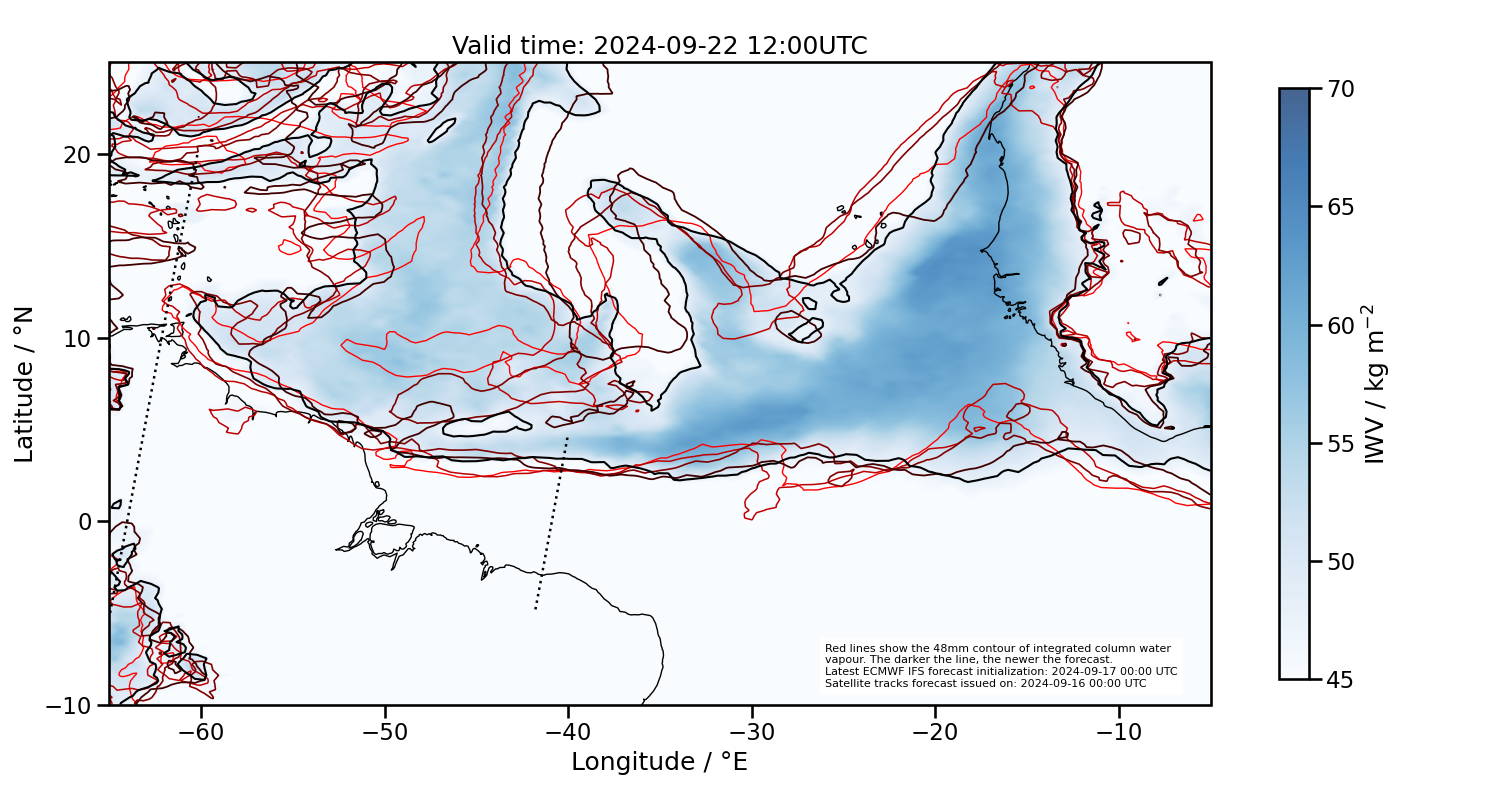 Valid time: 2024-09-22 12:00UTC
Latitude / °N
20
10
0
−10
−60
−50
−40
−30
−20
−10
Longitude / °E
Red lines show the 48mm contour of integrated column water
vapour. The darker the line, the newer the forecast.
Latest ECMWF IFS forecast initialization: 2024-09-17 00:00 UTC
Satellite tracks forecast issued on: 2024-09-16 00:00 UTC
70
65
60
55
50
45
IWV / kg m⁻²